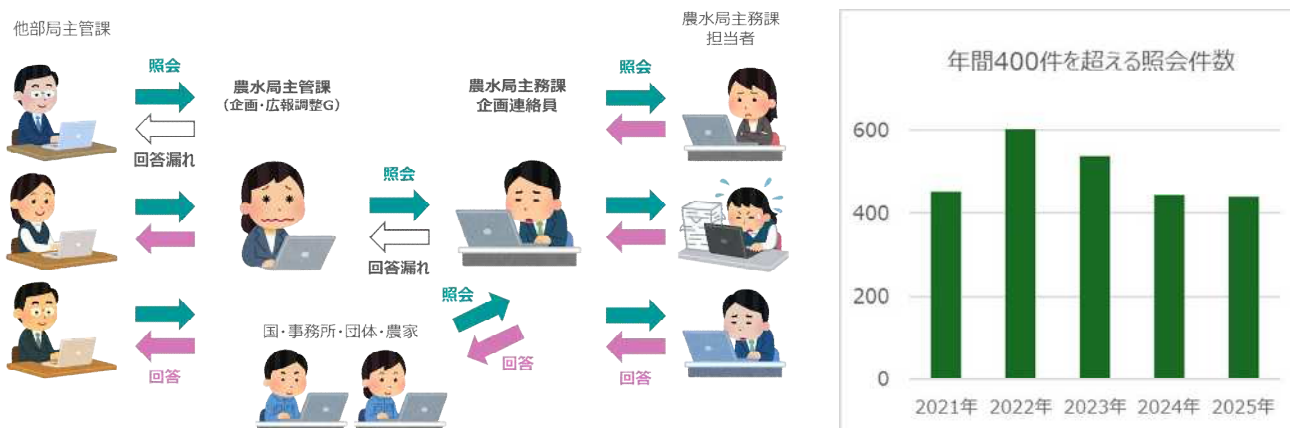 他部局主管課
照会
回答漏れ
回答
農水局主管課
(企画・広報調整G)
照会
回答漏れ
農水局主務課
企画連絡員
国・事務所・団体・農家
照会
回答
農水局主務課
担当者
照会
回答
年間400件を超える照会件数
600
400
200
0
2021年 2022年 2023年 2024年 2025年